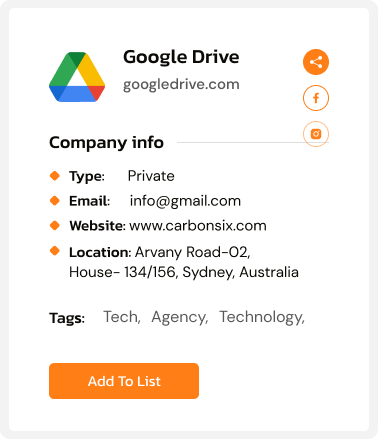 Google Drive
googledrive.com
Company info
Type: Private
Email: info@gmail.com
Website: www.carbonsix.com
Location: Arvany Road-02,
House- 134/156, Sydney, Australia
Tags: Tech, Agency, Technology,
Add To List